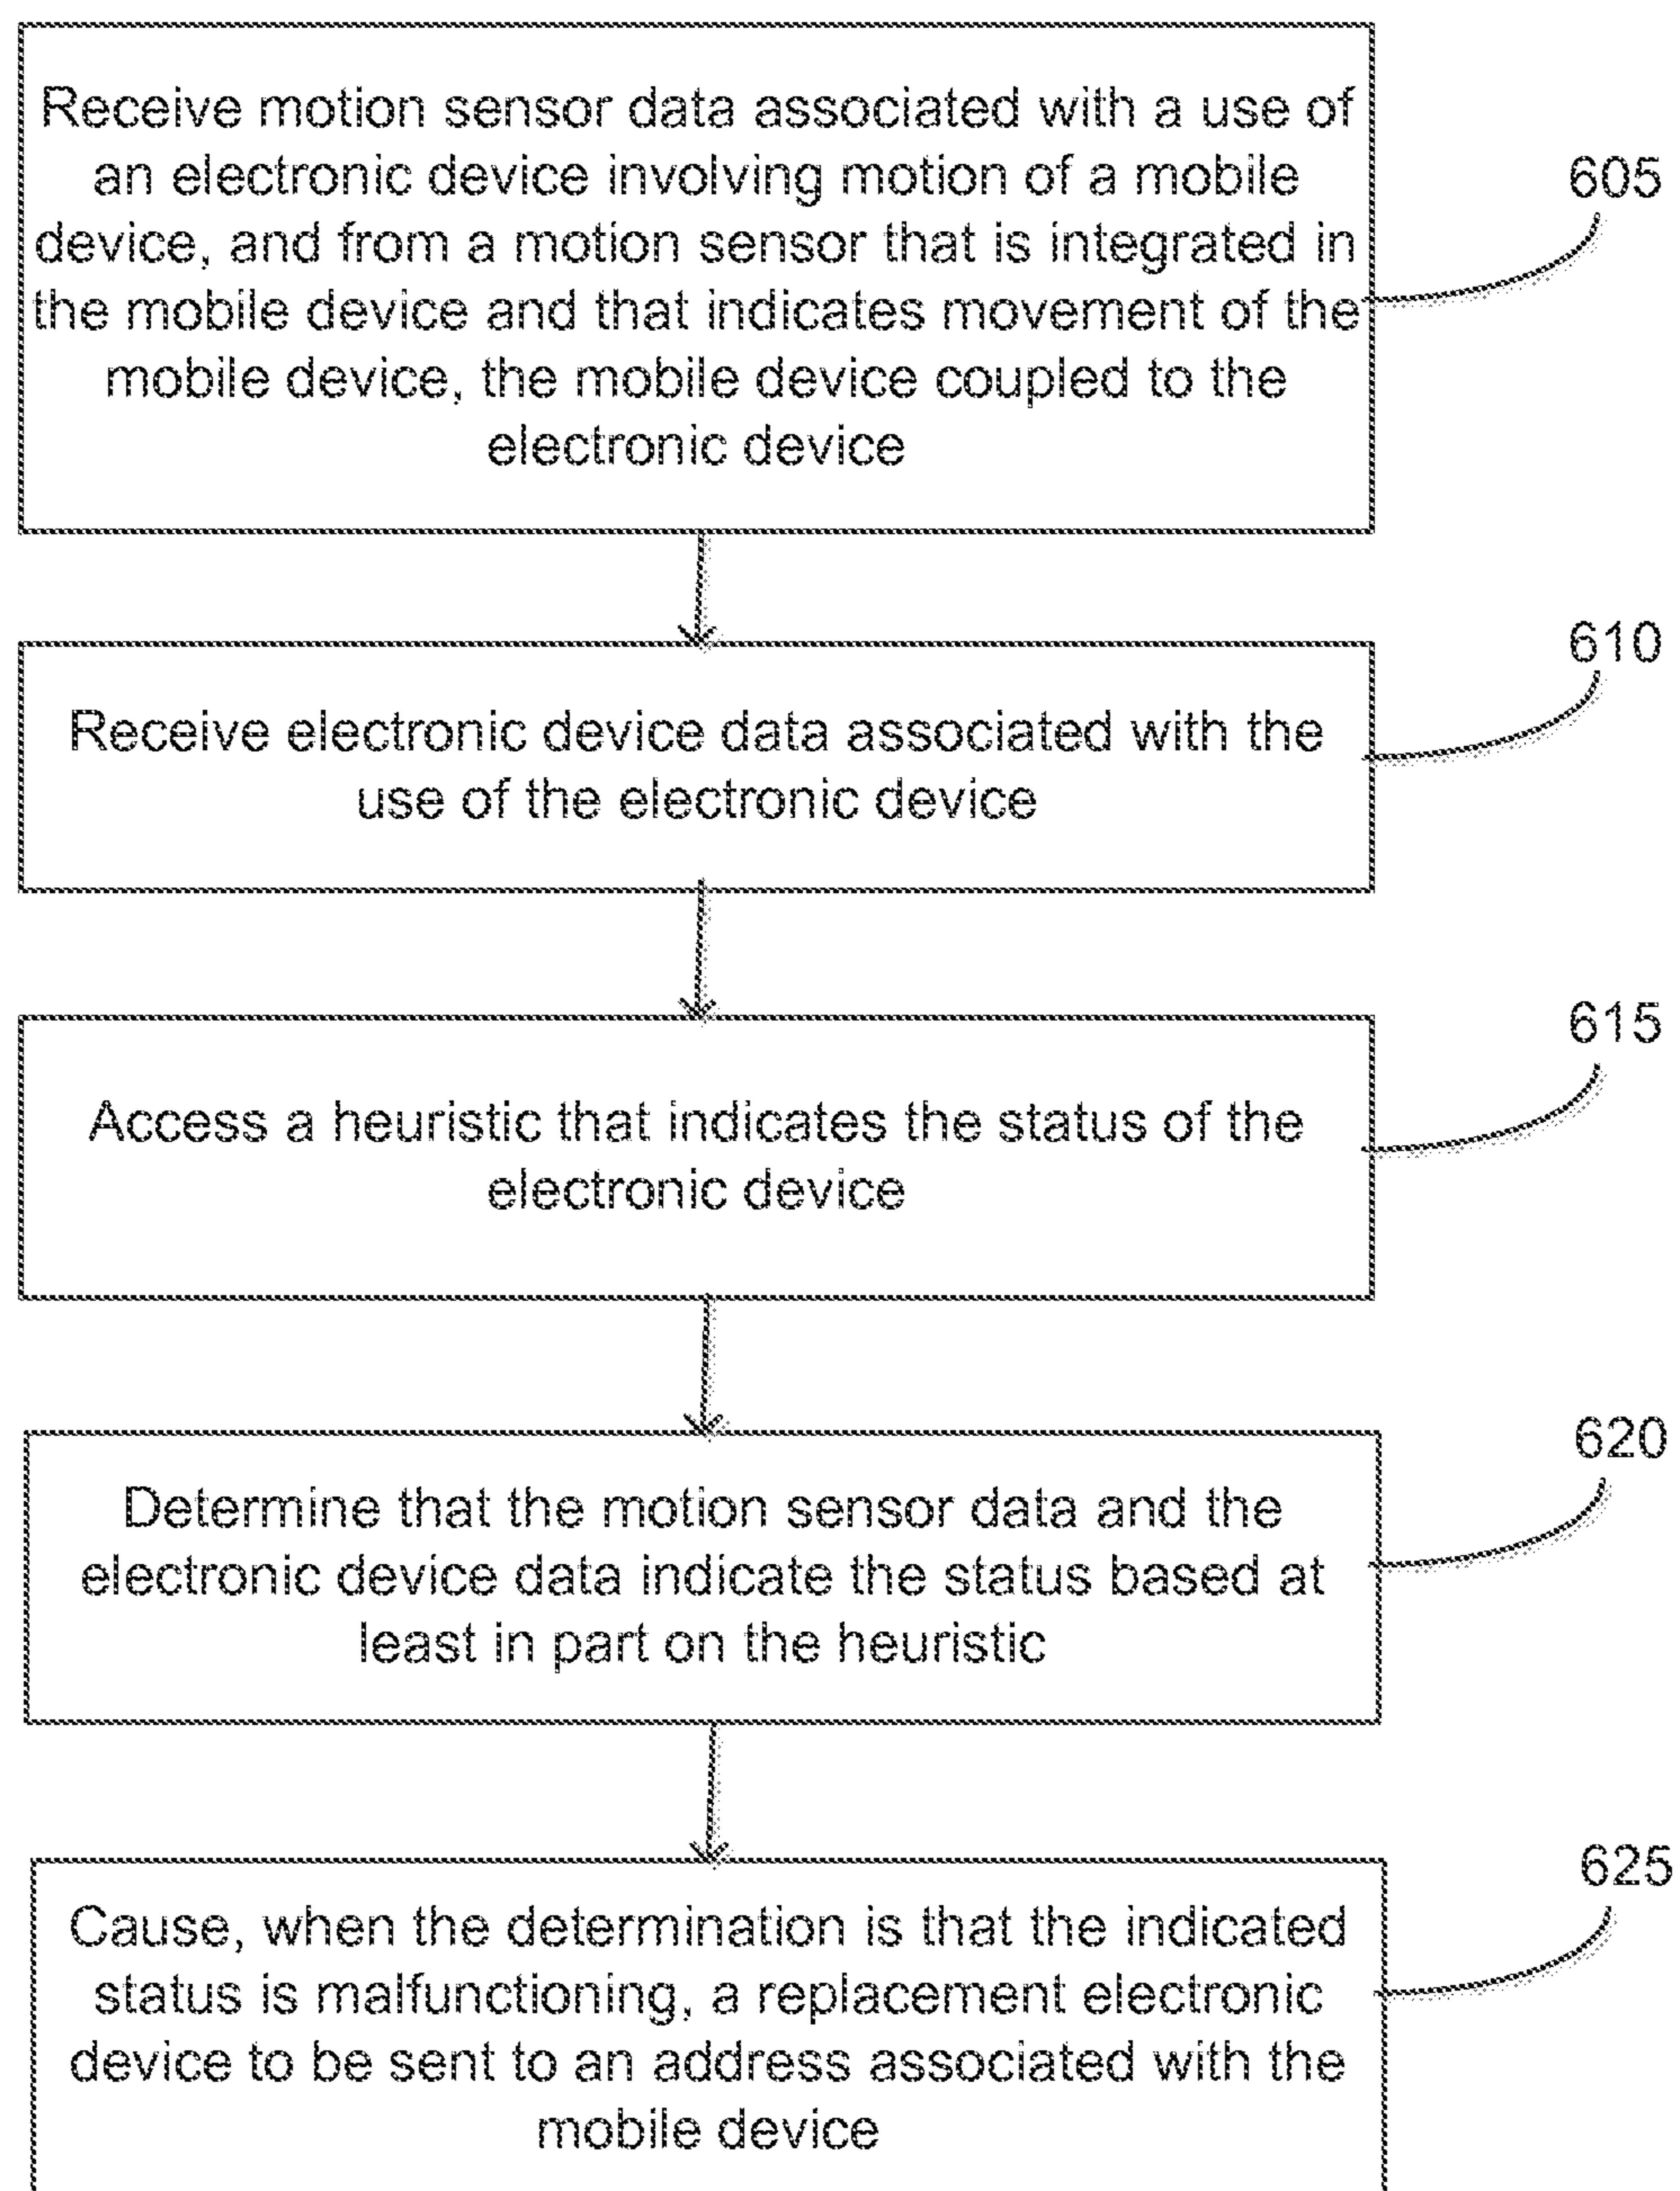 Receive motion sensor data associated with a use of
an electronic device involving motion of a mobile
device, and from a motion sensor that is integrated in
the mobile device and that indicates movement of the
mobile device, the mobile device coupled to the
electronic device
605
Receive electronic device data associated with the
use of the electronic device
610
Access a heuristic that indicates the status of the
electronic device
615
Determine that the motion sensor data and the
electronic device data indicate the status based at
least in part on the heuristic
620
Cause, when the determination is that the indicated
status is malfunctioning, a replacement electronic
device to be sent to an address associated with the
mobile device
625